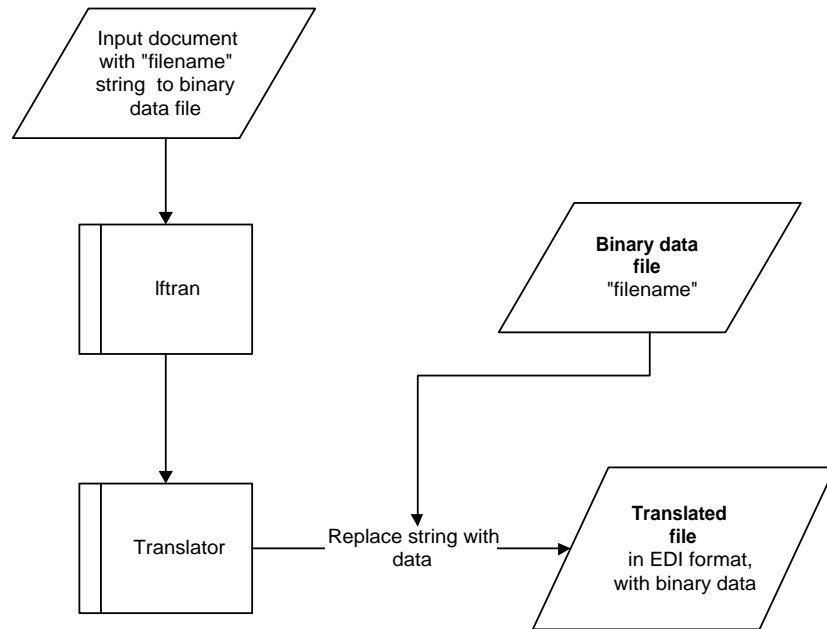 Input document
with "filename"
string to binary
data file
lftran
Binary data
file
"filename"
Translator
Replace string with
data
Translated
file
in EDI format,
with binary data